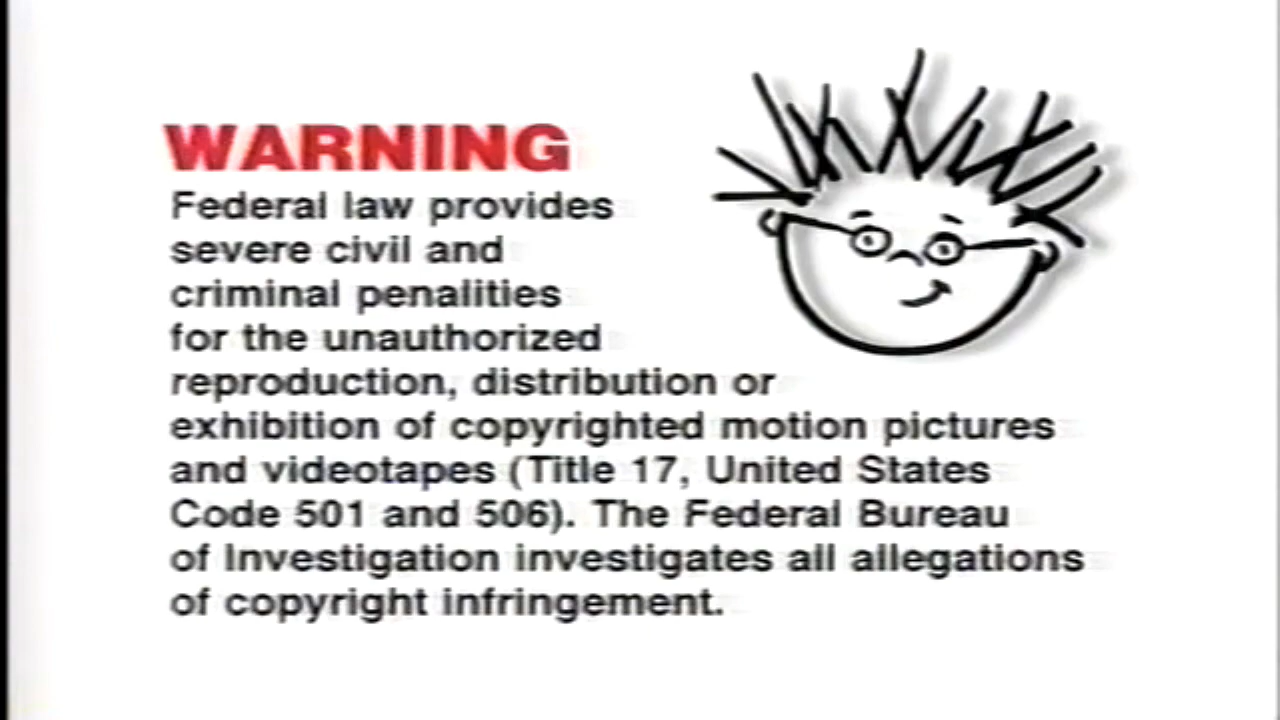 WARNING
Federal law provides
severe civil and
criminal penalities
for the unauthorized
reproduction, distribution or
exhibition of copyrighted motion pictures
and videotapes (Title 17, United States
Code 501 and 506). The Federal Bureau
of Investigation investigates all allegations
of copyright infringement.